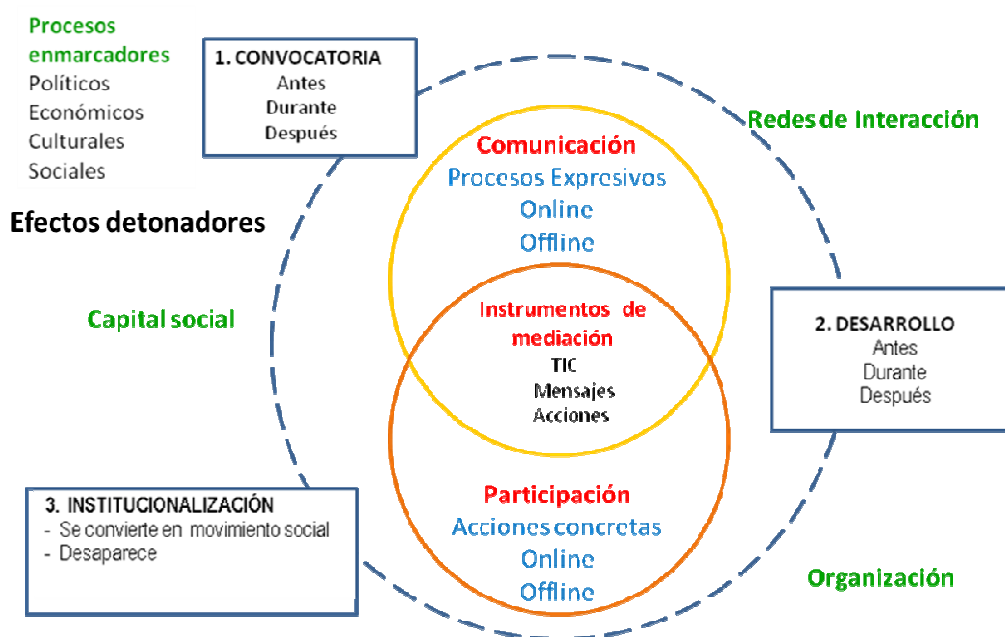 Procesos
enmarcadores
Políticos
Económicos
Culturales
Sociales
1. CONVOCATORIA
Antes
Durante
Después
Redes de Interacción
Comunicación
Procesos Expresivos
Online
Offline
Efectos detonadores
Capital social
Instrumentos de
mediación
TIC
Mensajes
Acciones
2. DESARROLLO
Antes
Durante
Después
3. INSTITUCIONALIZACIÓN
- Se convierte en movimiento social
- Desaparece
Participación
Acciones concretas
Online
Offline
Organización